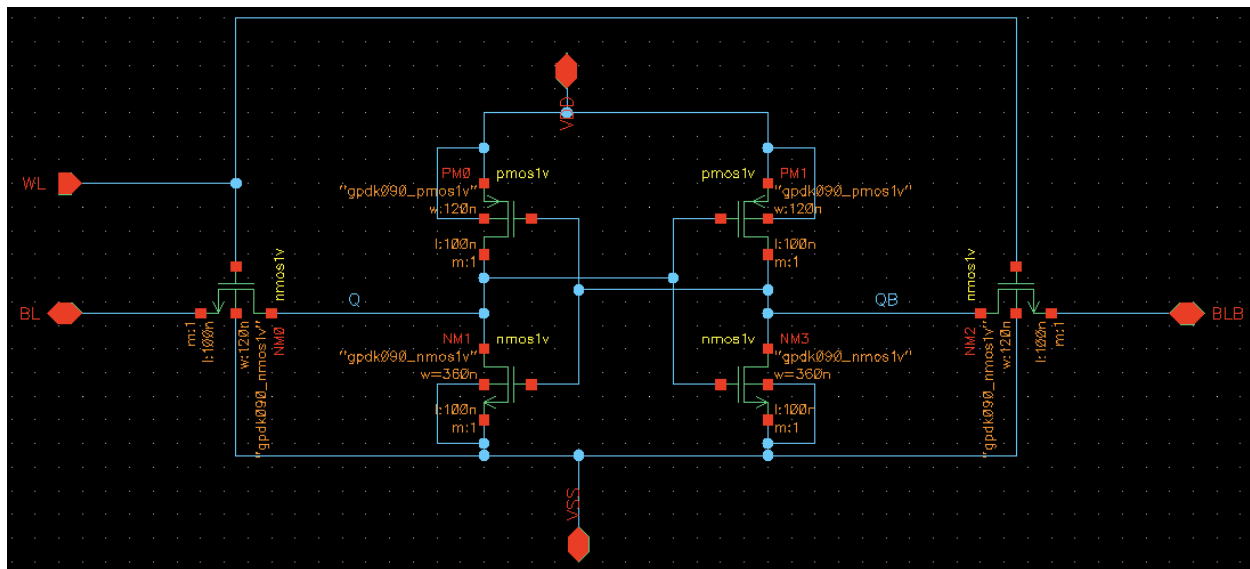 VDD
PM0
pmos1v
"gpdk090_pmos1v"
w:120n
l:100n
m:1
pmos1v
PM1
"gpdk090_pmos1v"
w:120n
l:100n
m:1
WL
BL
nmos1v
m:1
l:100n
w:120n
"gpdk090_nmos1v"
NM0
Q
NM1
nmos1v
"gpdk090_nmos1v"
w=360n
l:100n
m:1
nmos1v
NM3
"gpdk090_nmos1v"
w=360n
l:100n
m:1
QB
nmos1v
NM2
"gpdk090_nmos1v"
w:120n
l:100n
m:1
BLB
VSS